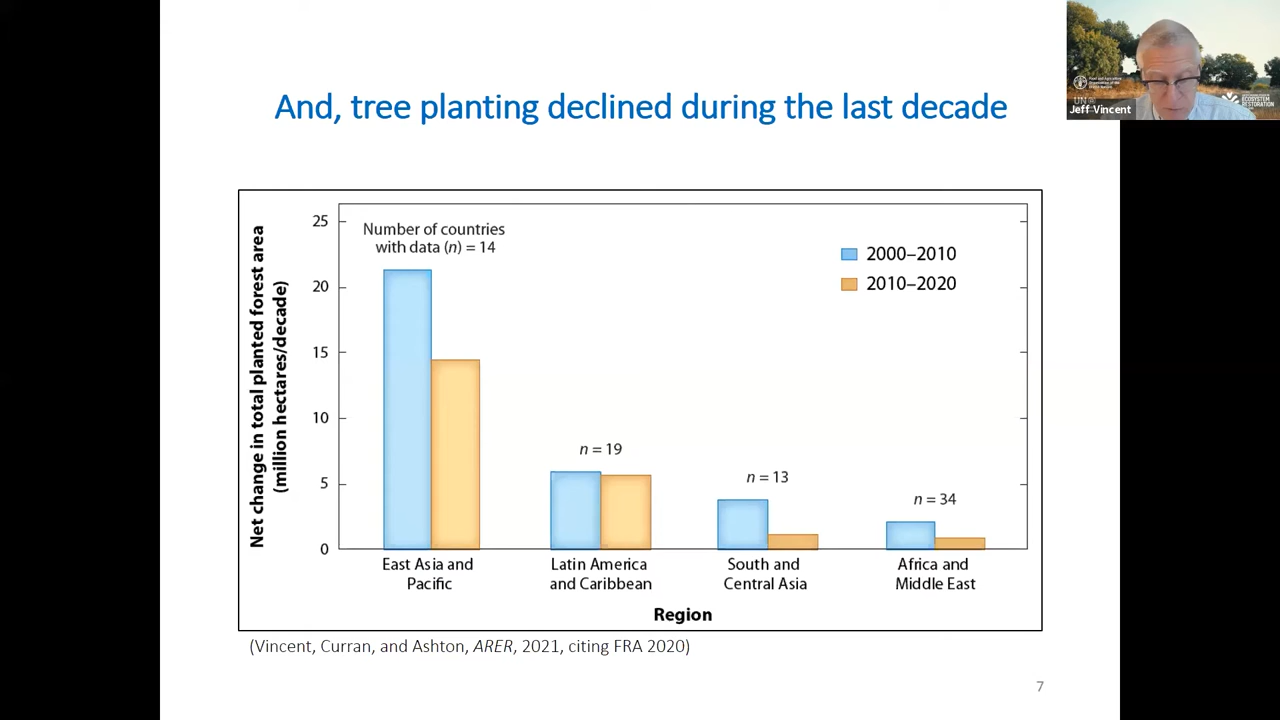 And, tree planting declined during the last decade
Jeff Vincent
UN
ECOSYSTEM
RESTORATION
Net change in total planted forest area
(million hectares/decade)
25
20
15
10
5
0
Number of countries
with data (n) = 14
n = 19
n = 13
n = 34
2000–2010
2010–2020
East Asia and
Pacific
Latin America
and Caribbean
South and
Central Asia
Africa and
Middle East
Region
(Vincent, Curran, and Ashton, ARER, 2021, citing FRA 2020)
7